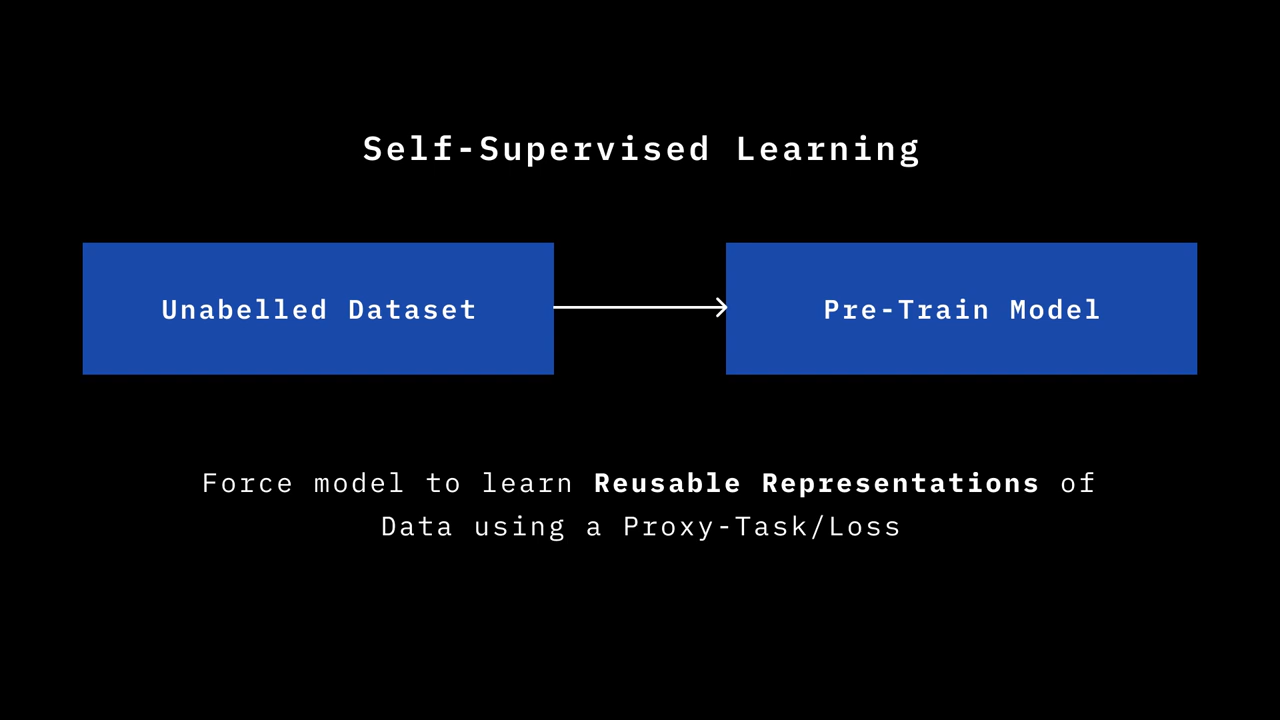 Self-Supervised Learning
Unabelled Dataset
Pre-Train Model
Force model to learn Reusable Representations of
Data using a Proxy-Task/Loss